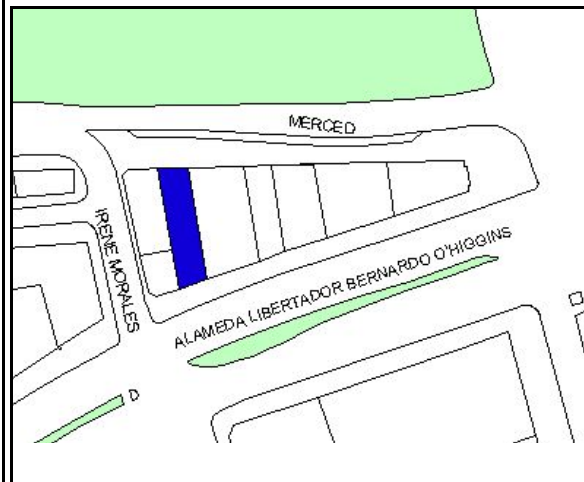 MERCED
IRENE MORALES
ALAMEDA LIBERTADOR BERNARDO O'HIGGINS
D
D